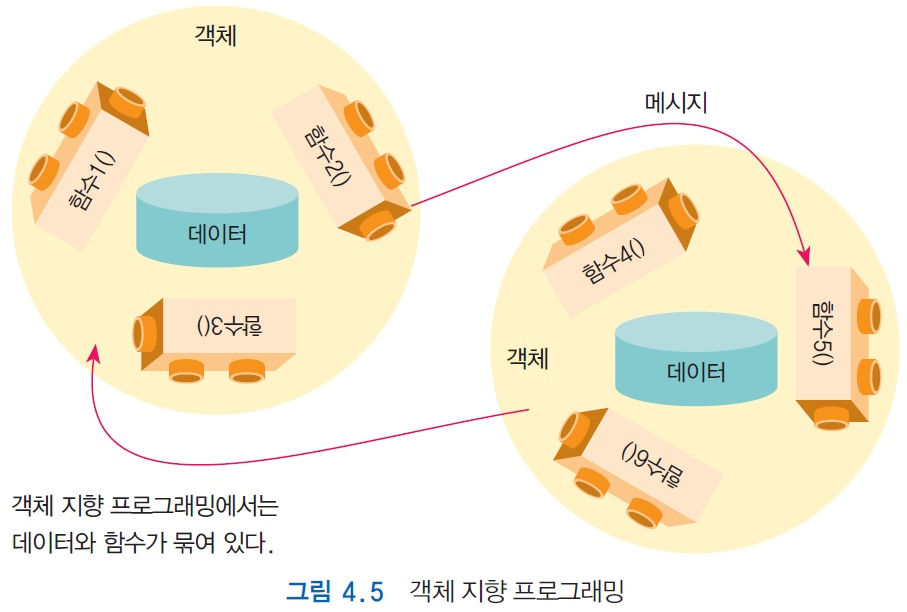 객체
함수1()
함수2()
데이터
함수3()
메시지
함수4()
객체
데이터
함수5()
함수6()
객체 지향 프로그래밍에서는
데이터와 함수가 묶여 있다.
그림 4.5 객체 지향 프로그래밍